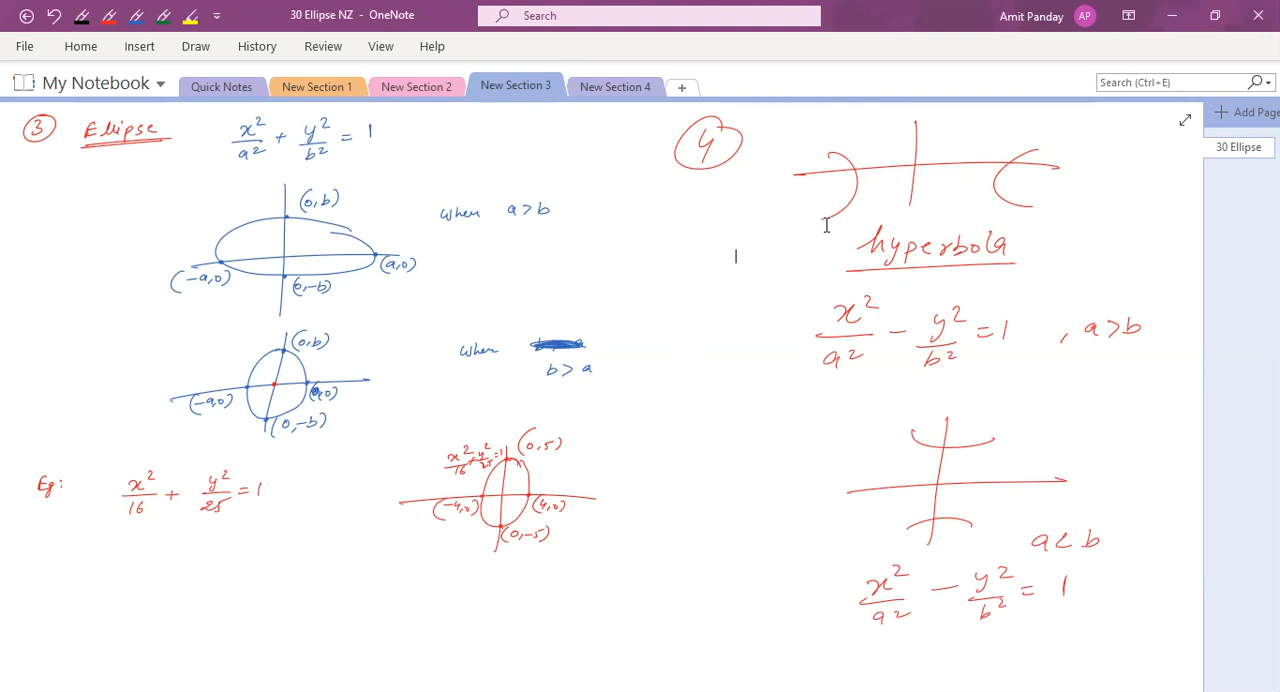 30 Ellipse NZ - OneNote
Search
Amit Panday
AP
File Home Insert Draw History Review View Help
My Notebook
Quick Notes
New Section 1
New Section 2
New Section 3
New Section 4
+
Search (Ctrl+E)
+ Add Page
30 Ellipse
③ Ellipse x²/a² + y²/b² = 1
(0,b)
when a>b
(-a,0)
(0,-b)
(a,0)
(0,b)
when
b > a
(-a,0)
(a,0)
(0,-b)
Eg: x²/16 + y²/25 = 1
x²/16 + y²/25 = 1
(0,5)
(-4,0)
(4,0)
(0,-5)
④
hyperbola
x²/a² - y²/b² = 1 , a>b
a< b
x²/a² - y²/b² = 1